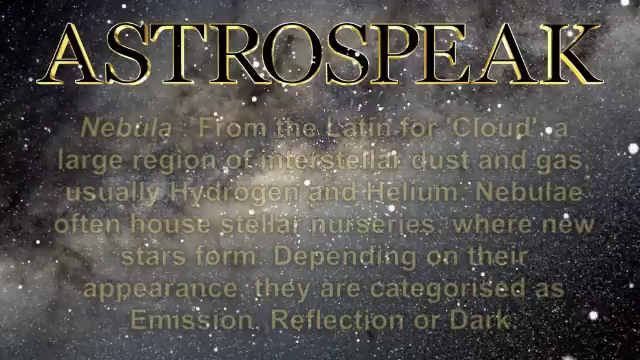 ASTROSPEAK
Nebula : From the Latin for 'Cloud', a
large region of interstellar dust and gas
usually Hydrogen and Helium. Nebulae
often house stellar nurseries, where new
stars form. Depending on their
appearance, they are categorised as
Emission, Reflection or Dark.